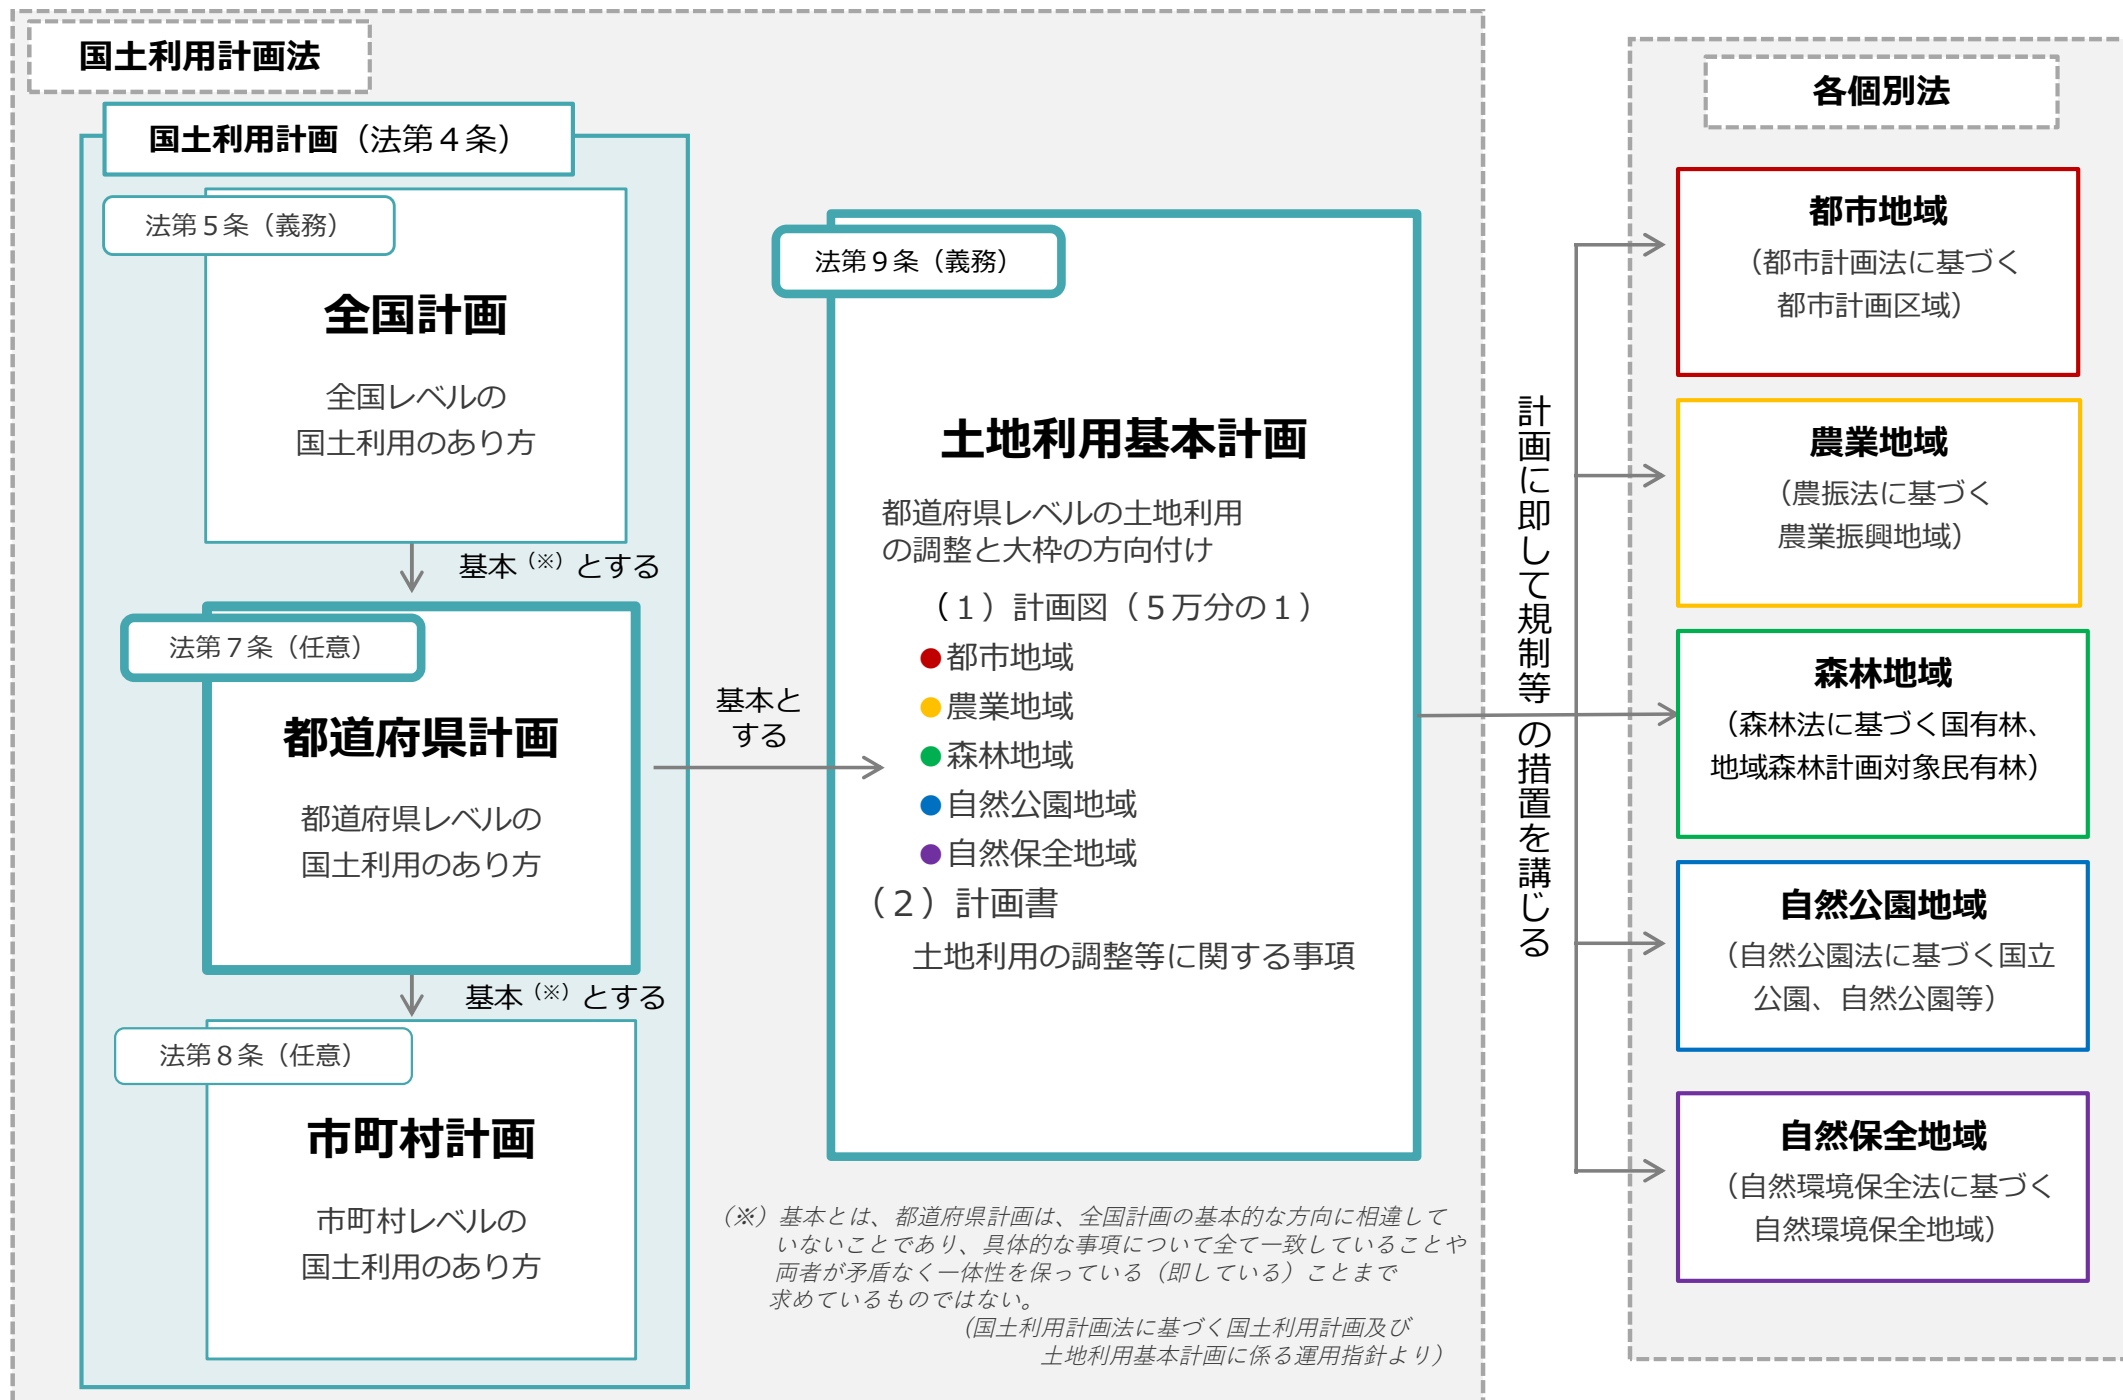 国土利用計画法
国土利用計画（法第４条）
法第５条（義務）
全国計画
全国レベルの
国土利用のあり方
基本（※）とする
法第７条（任意）
都道府県計画
都道府県レベルの
国土利用のあり方
基本（※）とする
法第８条（任意）
市町村計画
市町村レベルの
国土利用のあり方
基本と
する
法第９条（義務）
土地利用基本計画
都道府県レベルの土地利用
の調整と大枠の方向付け
（１）計画図（５万分の１）
●都市地域
●農業地域
●森林地域
●自然公園地域
●自然保全地域
（２）計画書
土地利用の調整等に関する事項
（※）基本とは、都道府県計画は、全国計画の基本的な方向に相違して
いないことであり、具体的な事項について全て一致していることや
両者が矛盾なく一体性を保っている（即している）ことまで
求めているものではない。
（国土利用計画法に基づく国土利用計画及び
土地利用基本計画に係る運用指針より）
計画に即して規制等の措置を講じる
各個別法
都市地域
（都市計画法に基づく
都市計画区域）
農業地域
（農振法に基づく
農業振興地域）
森林地域
（森林法に基づく国有林、
地域森林計画対象民有林）
自然公園地域
（自然公園法に基づく国立
公園、自然公園等）
自然保全地域
（自然環境保全法に基づく
自然環境保全地域）